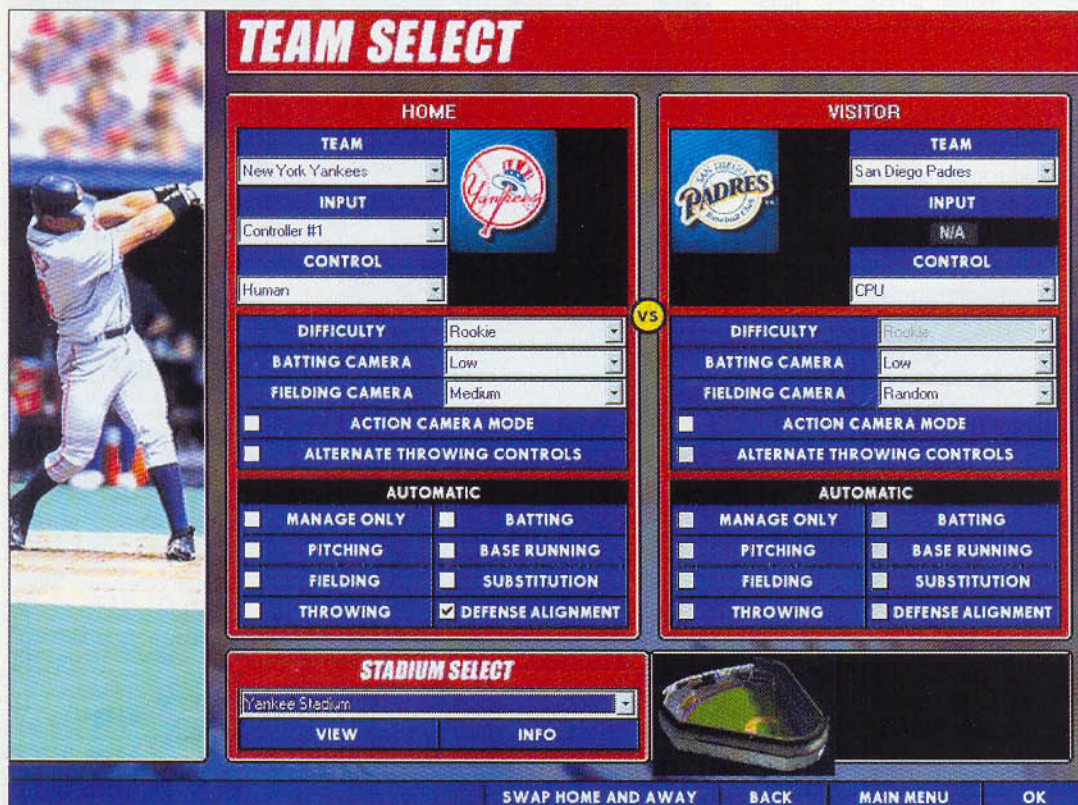 TEAM SELECT
HOME
TEAM
New York Yankees
Yankees
INPUT
Controller #1
CONTROL
Human
VISITOR
SAN DIEGO
PADRES
Baseball Club
TEAM
San Diego Padres
INPUT
N/A
CONTROL
CPU
VS
DIFFICULTY Rookie
BATTING CAMERA Low
FIELDING CAMERA Medium
ACTION CAMERA MODE
ALTERNATE THROWING CONTROLS
AUTOMATIC
MANAGE ONLY BATTING
PITCHING BASE RUNNING
FIELDING SUBSTITUTION
THROWING DEFENSE ALIGNMENT
DIFFICULTY Rookie
BATTING CAMERA Low
FIELDING CAMERA Random
ACTION CAMERA MODE
ALTERNATE THROWING CONTROLS
AUTOMATIC
MANAGE ONLY BATTING
PITCHING BASE RUNNING
FIELDING SUBSTITUTION
THROWING DEFENSE ALIGNMENT
STADIUM SELECT
Yankee Stadium
VIEW INFO
SWAP HOME AND AWAY BACK MAIN MENU OK